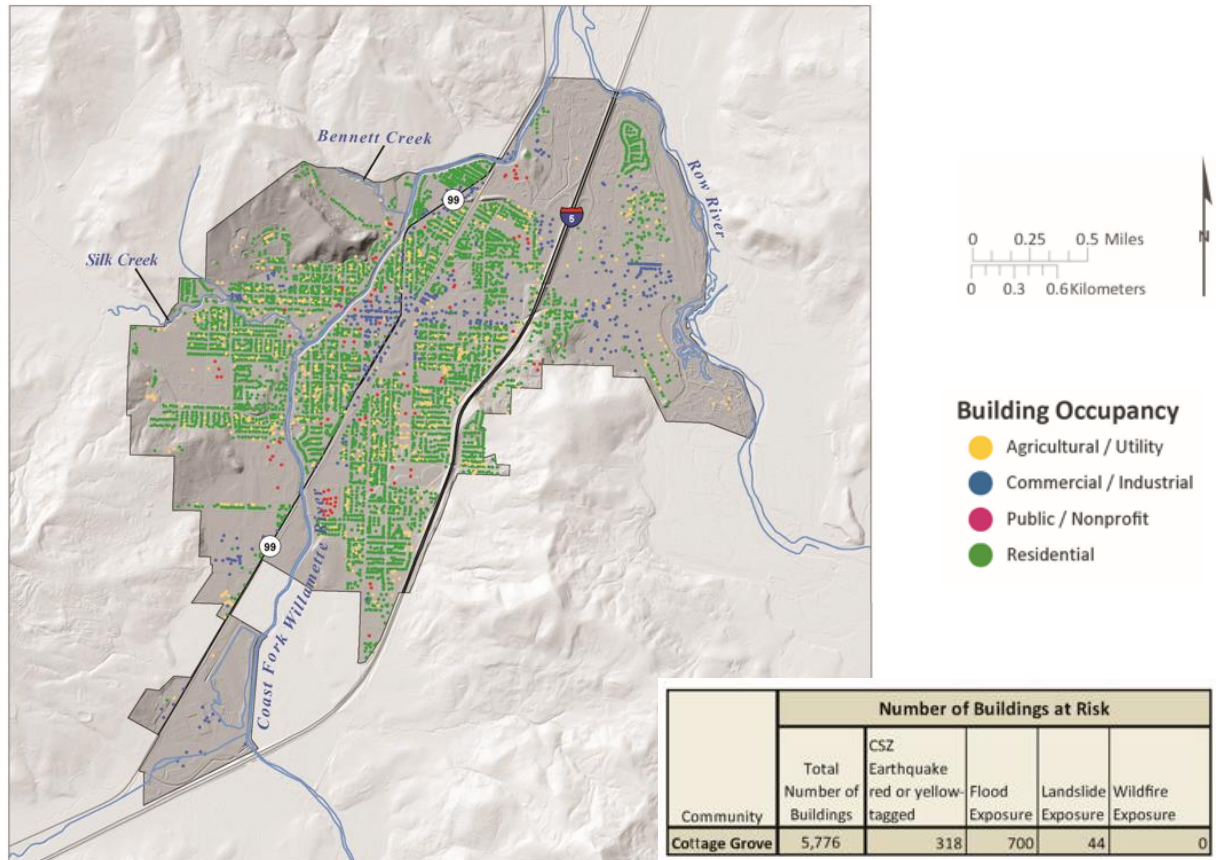 Bennett Creek
99
Row River
5
Silk Creek
99
Coast Fork Willamette River
N
0 0.25 0.5 Miles
0 0.3 0.6 Kilometers
Building Occupancy
Agricultural / Utility
Commercial / Industrial
Public / Nonprofit
Residential
Number of Buildings at Risk
Community
Total Number of Buildings
CSZ Earthquake red or yellow-tagged
Flood Exposure
Landslide Exposure
Wildfire Exposure
Cottage Grove 5,776 318 700 44 0